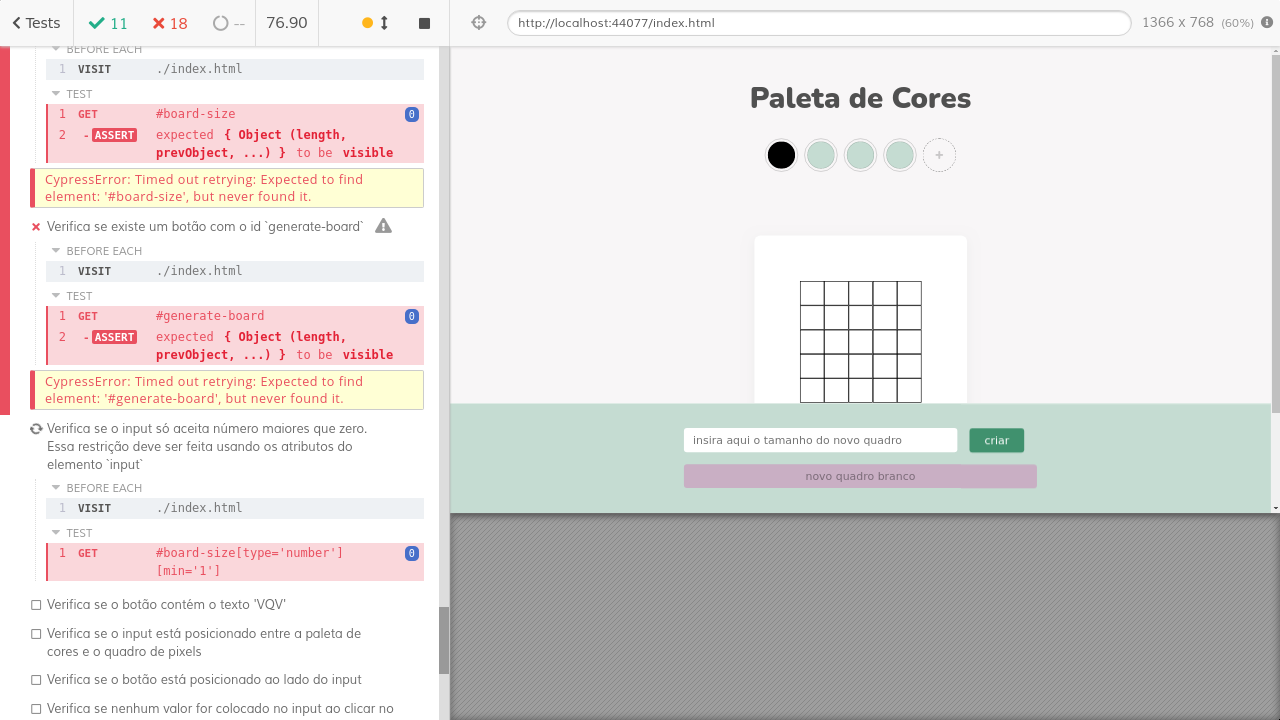 Tests
11
18
--
76.90
http://localhost:44077/index.html
1366 x 768 (60%)
BEFORE EACH
1 VISIT ./index.html
TEST
1 GET #board-size 0
2 -ASSERT expected { Object (length,
prevObject, ...) } to be visible
CypressError: Timed out retrying: Expected to find
element: '#board-size', but never found it.
Verifica se existe um botão com o id `generate-board`
BEFORE EACH
1 VISIT ./index.html
TEST
1 GET #generate-board 0
2 -ASSERT expected { Object (length,
prevObject, ...) } to be visible
CypressError: Timed out retrying: Expected to find
element: '#generate-board', but never found it.
Verifica se o input só aceita número maiores que zero.
Essa restrição deve ser feita usando os atributos do
elemento `input`
BEFORE EACH
1 VISIT ./index.html
TEST
1 GET #board-size[type='number'] 0
[min='1']
Verifica se o botão contém o texto 'VQV'
Verifica se o input está posicionado entre a paleta de
cores e o quadro de pixels
Verifica se o botão está posicionado ao lado do input
Verifica se nenhum valor for colocado no input ao clicar no
Paleta de Cores
+
insira aqui o tamanho do novo quadro
criar
novo quadro branco